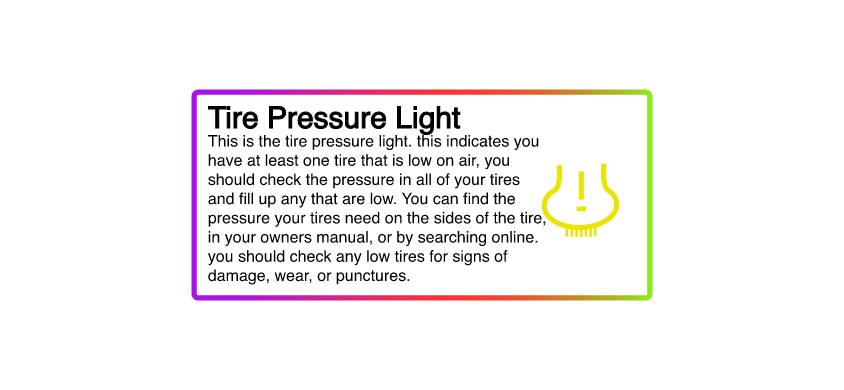 Tire Pressure Light
This is the tire pressure light. this indicates you
have at least one tire that is low on air, you
should check the pressure in all of your tires
and fill up any that are low. You can find the
pressure your tires need on the sides of the tire,
in your owners manual, or by searching online.
you should check any low tires for signs of
damage, wear, or punctures.